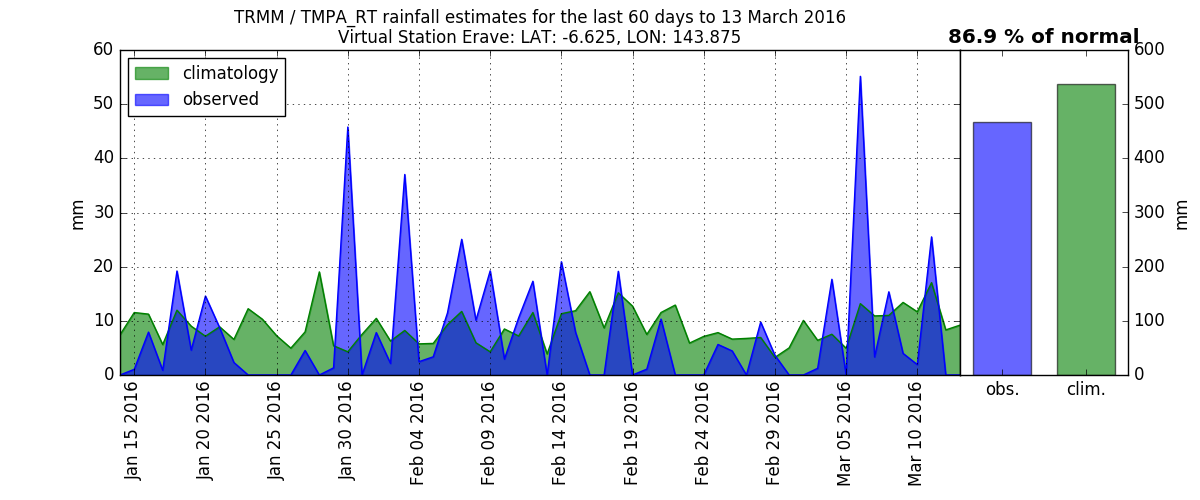 TRMM / TMPA_RT rainfall estimates for the last 60 days to 13 March 2016
Virtual Station Erave: LAT: -6.625, LON: 143.875
86.9 % of normal
climatology
observed
60
50
40
30
20
10
0
mm
Jan 15 2016
Jan 20 2016
Jan 25 2016
Jan 30 2016
Feb 04 2016
Feb 09 2016
Feb 14 2016
Feb 19 2016
Feb 24 2016
Feb 29 2016
Mar 05 2016
Mar 10 2016
obs.
clim.
600
500
400
300
200
100
0
mm